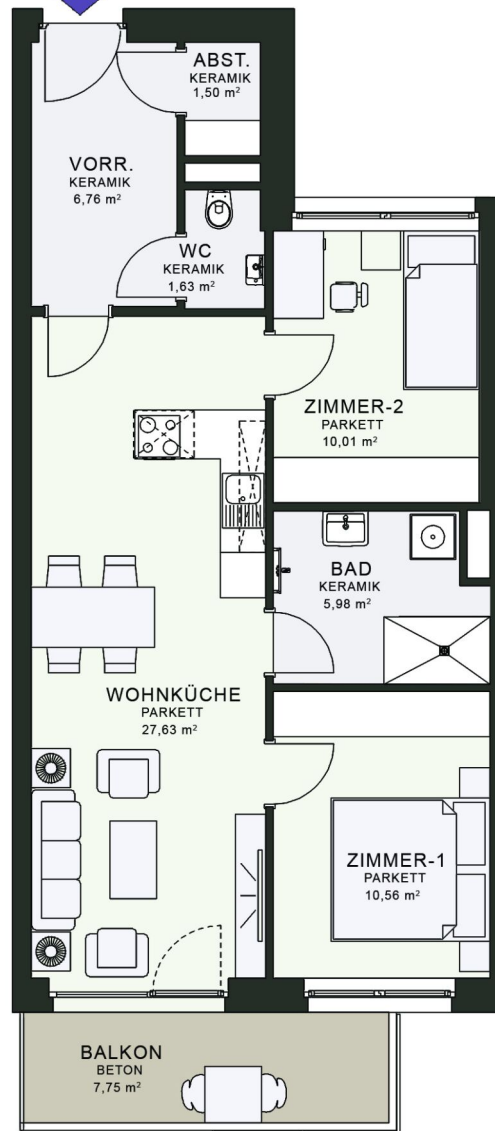 ABST.
KERAMIK
1,50 m²
VORR.
KERAMIK
6,76 m²
WC
KERAMIK
1,63 m²
ZIMMER-2
PARKETT
10,01 m²
BAD
KERAMIK
5,98 m²
WOHNKÜCHE
PARKETT
27,63 m²
ZIMMER-1
PARKETT
10,56 m²
BALKON
BETON
7,75 m²